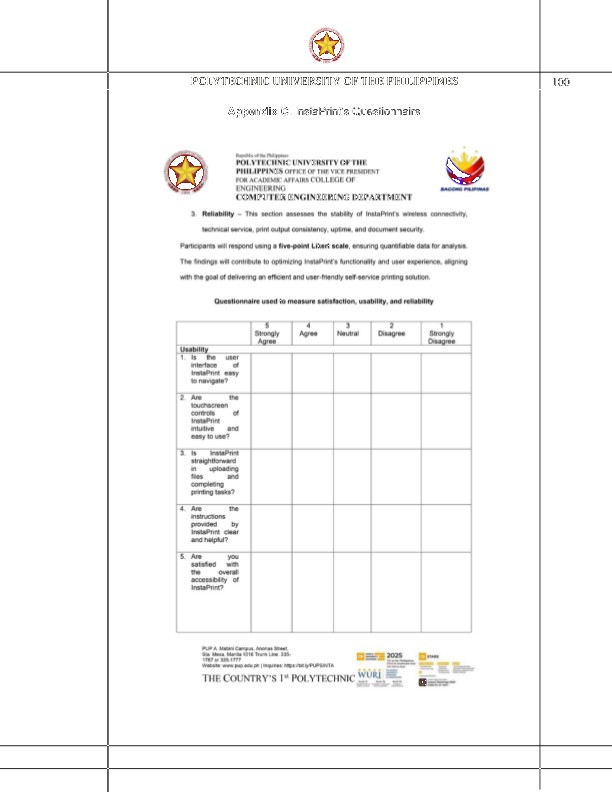 POLYTECHNIC UNIVERSITY OF THE PHILIPPINES
100
Appendix C. InstaPrint's Questionnaire
Republic of the Philippines
POLYTECHNIC UNIVERSITY OF THE
PHILIPPINES OFFICE OF THE VICE PRESIDENT
FOR ACADEMIC AFFAIRS COLLEGE OF
ENGINEERING
COMPUTER ENGINEERING DEPARTMENT
BAGONG PILIPINAS
3. Reliability – This section assesses the stability of InstaPrint's wireless connectivity,
technical service, print output consistency, uptime, and document security.
Participants will respond using a five-point Likert scale, ensuring quantifiable data for analysis.
The findings will contribute to optimizing InstaPrint's functionality and user experience, aligning
with the goal of delivering an efficient and user-friendly self-service printing solution.
Questionnaire used to measure satisfaction, usability, and reliability
5 4 3 2 1
Strongly Agree Neutral Disagree Strongly
Agree Disagree
Usability
1. Is the user
interface of
InstaPrint easy
to navigate?
2. Are the
touchscreen
controls of
InstaPrint
intuitive and
easy to use?
3. Is InstaPrint
straightforward
in uploading
files and
completing
printing tasks?
4. Are the
instructions
provided by
InstaPrint clear
and helpful?
5. Are you
satisfied with
the overall
accessibility of
InstaPrint?
PUP A. Mabini Campus, Anonas Street,
Sta. Mesa, Manila 1016 Trunk Line: 335-
1787 or 335-1777
Website: www.pup.edu.ph | Inquiries: https://bit.ly/PUPSINTA
THE COUNTRY'S 1st POLYTECHNIC
WURI
2025
STARS